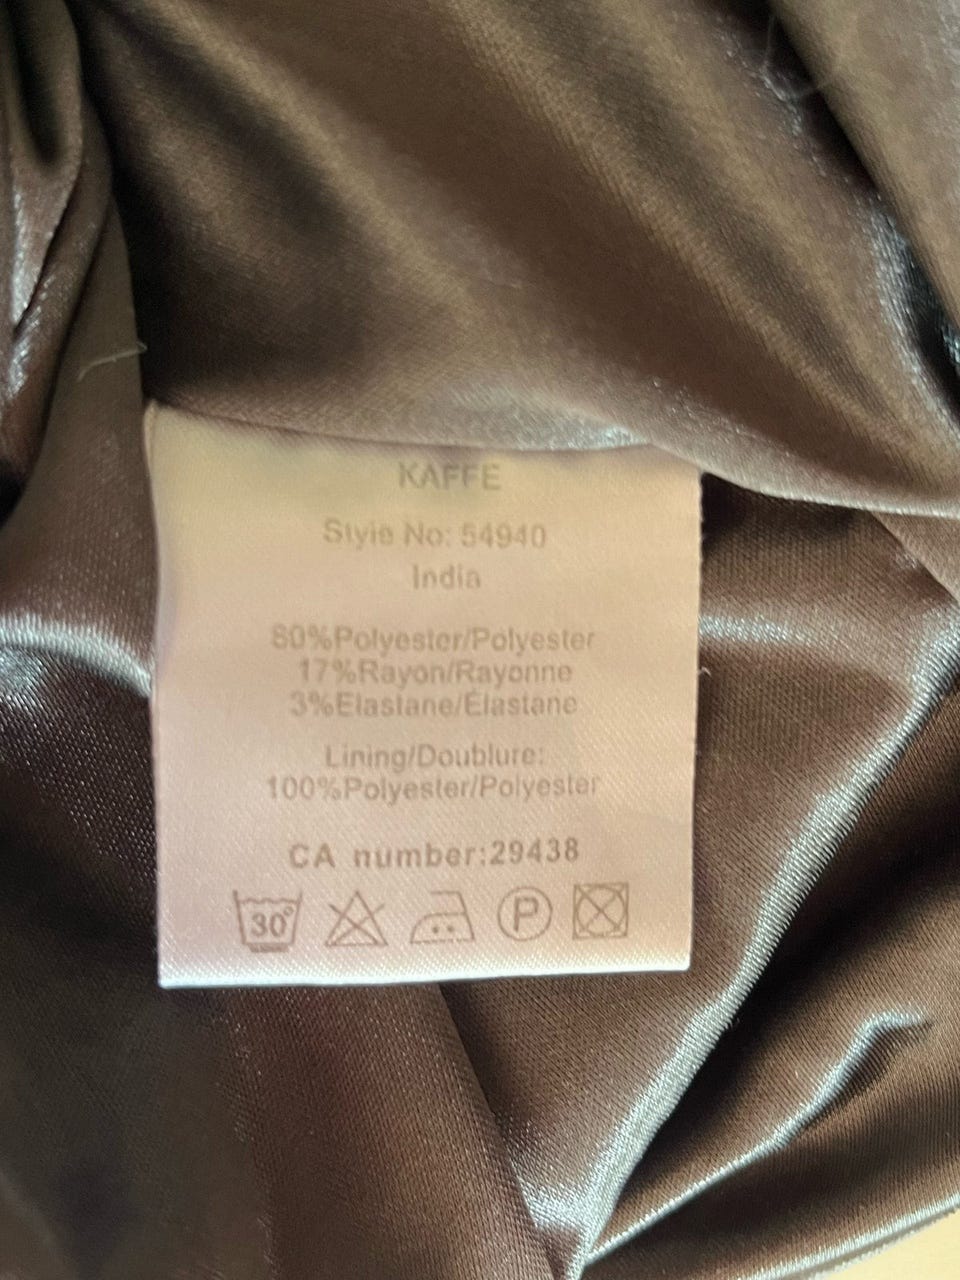 KAFFE
Style No: 54940
India
80%Polyester/Polyester
17%Rayon/Rayonne
3%Elastane/Élastane
Lining/Doublure:
100%Polyester/Polyester
CA number:29438
30° P